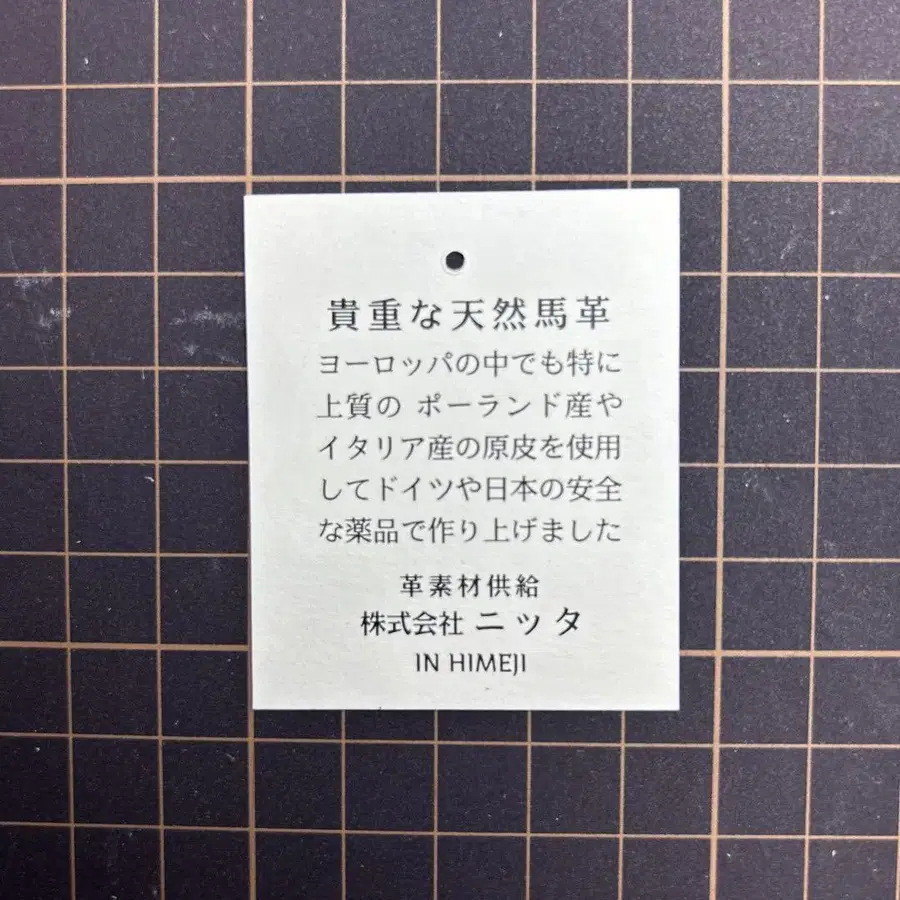 貴重な天然馬革
ヨーロッパの中でも特に
上質の ポーランド産や
イタリア産の原皮を使用
してドイツや日本の安全
な薬品で作り上げました
革素材供給
株式会社 ニッタ
IN HIMEJI